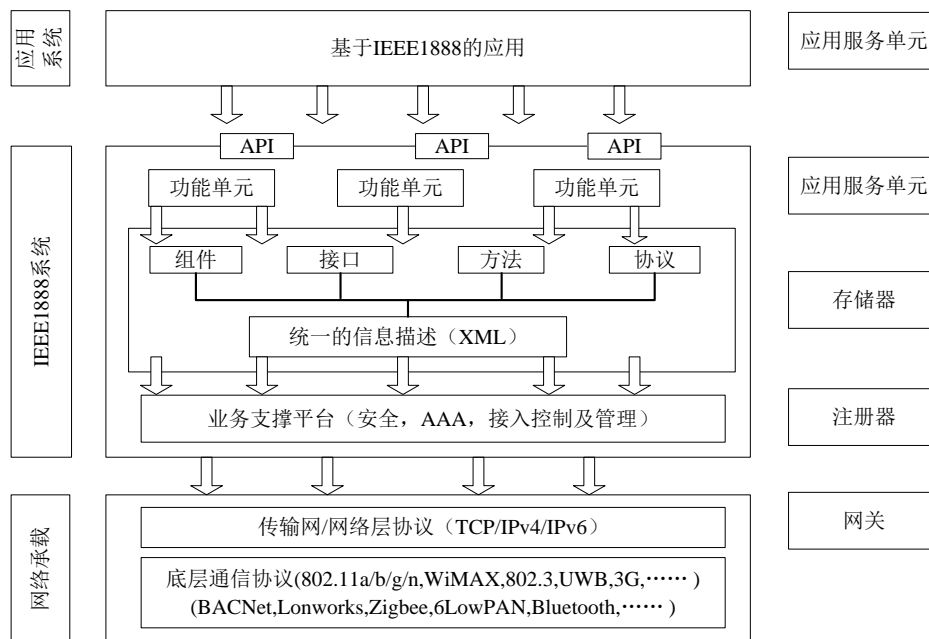 应用系统
基于IEEE1888的应用
应用服务单元
API
API
API
IEEE1888系统
功能单元
功能单元
功能单元
应用服务单元
组件
接口
方法
协议
存储器
统一的信息描述（XML）
业务支撑平台（安全，AAA，接入控制及管理）
注册器
网络承载
传输网/网络层协议（TCP/IPv4/IPv6）
网关
底层通信协议(802.11a/b/g/n,WiMAX,802.3,UWB,3G,……)
(BACNet,Lonworks,Zigbee,6LowPAN,Bluetooth,……)